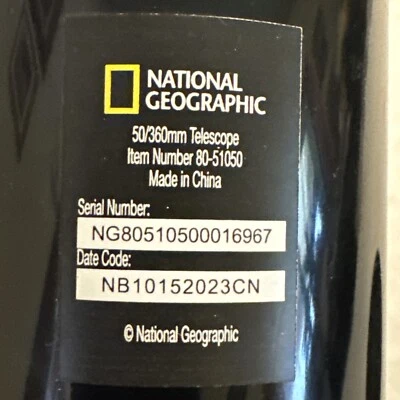 NATIONAL
GEOGRAPHIC
50/360mm Telescope
Item Number 80-51050
Made in China
Serial Number:
NG80510500016967
Date Code:
NB10152023CN
© National Geographic